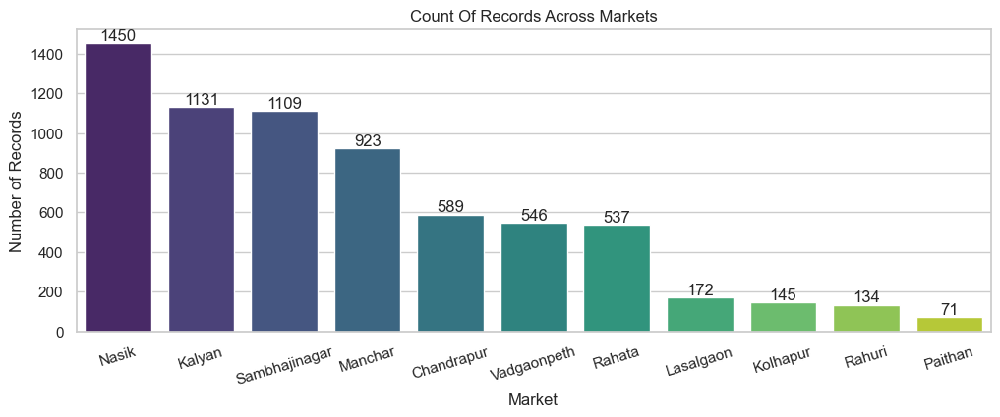 Count Of Records Across Markets
Number of Records
1400
1200
1000
800
600
400
200
0
1450
1131
1109
923
589
546
537
172
145
134
71
Nasik
Kalyan
Sambhajinagar
Manchar
Chandrapur
Vadgaonpeth
Rahata
Lasalgaon
Kolhapur
Rahuri
Paithan
Market